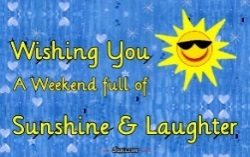 Wishing You
A Weekend full of
Sunshine & Laughter